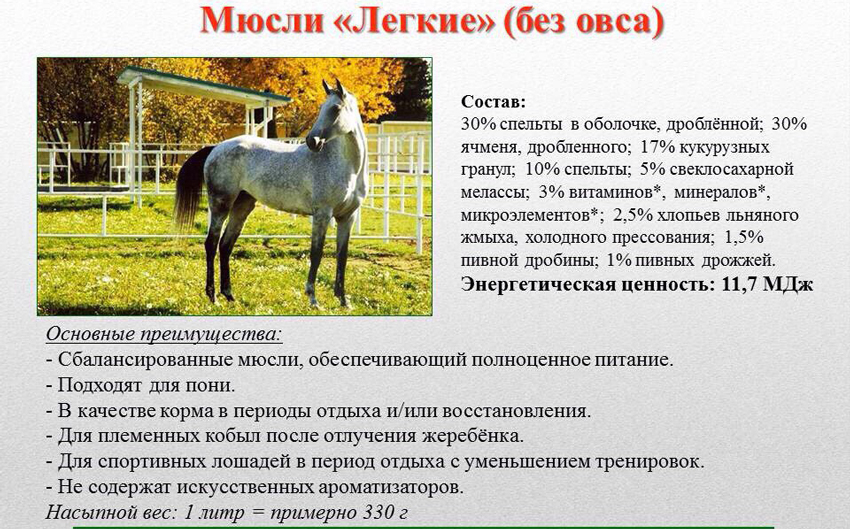 Мюсли «Легкие» (без овса)
Состав:
30% спельты в оболочке, дроблённой; 30%
ячменя, дробленного; 17% кукурузных
гранул; 10% спельты; 5% свеклосахарной
мелассы; 3% витаминов*, минералов*,
микроэлементов*; 2,5% хлопьев льняного
жмыха, холодного прессования; 1,5%
пивной дробины; 1% пивных дрожжей.
Энергетическая ценность: 11,7 МДж
Основные преимущества:
- Сбалансированные мюсли, обеспечивающий полноценное питание.
- Подходят для пони.
- В качестве корма в периоды отдыха и/или восстановления.
- Для племенных кобыл после отлучения жеребёнка.
- Для спортивных лошадей в период отдыха с уменьшением тренировок.
- Не содержат искусственных ароматизаторов.
Насыпной вес: 1 литр = примерно 330 г